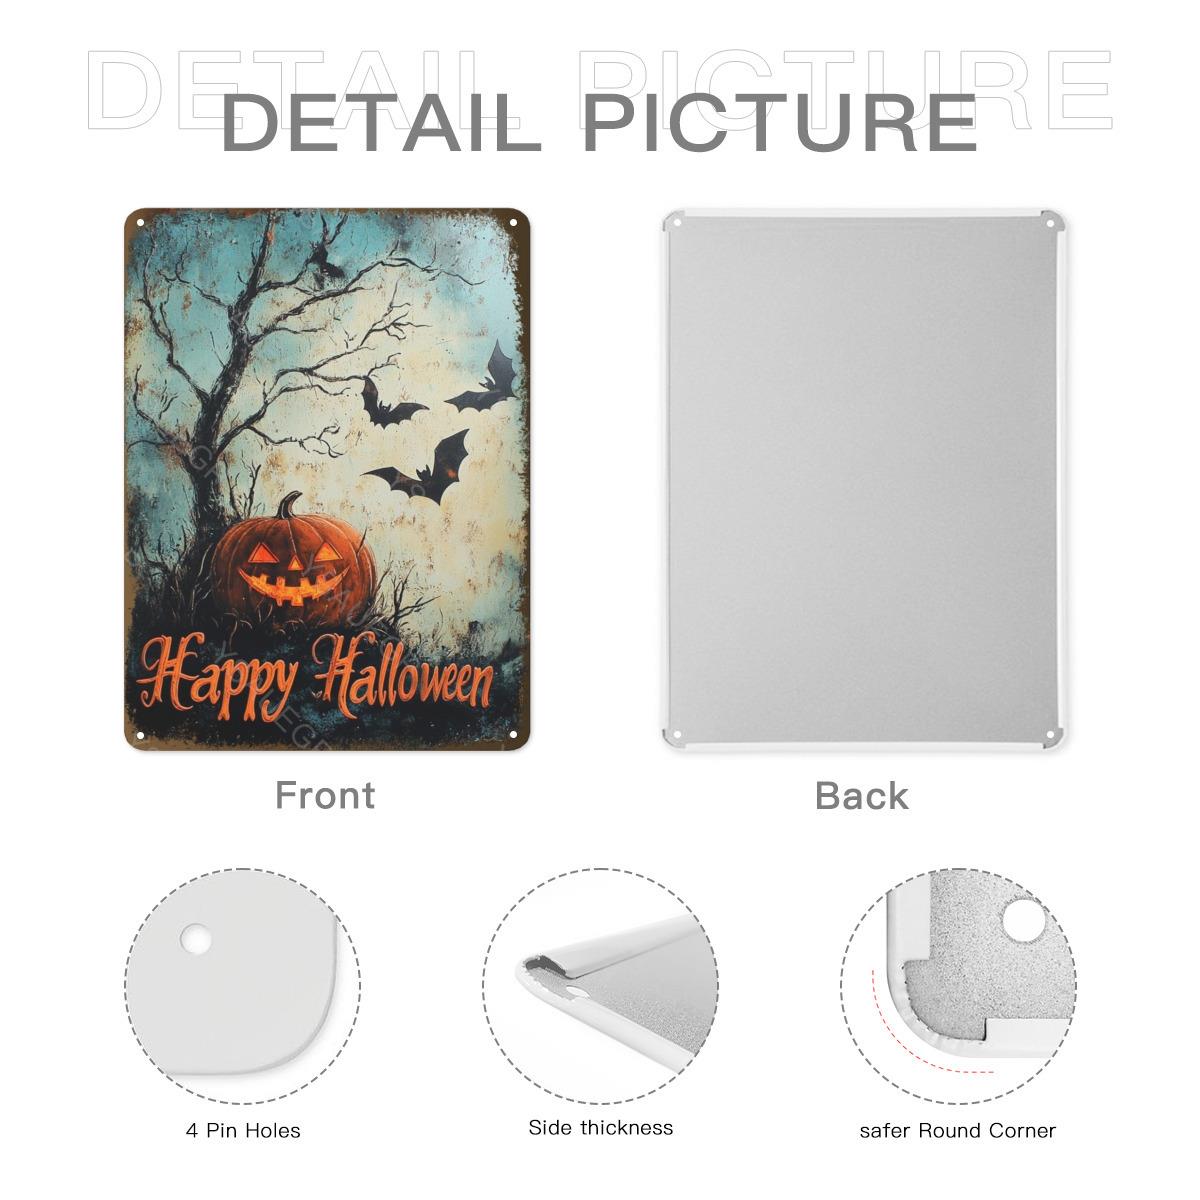 DETAIL PICTURE
DETAIL PICTURE
Happy Halloween
Front
Back
4 Pin Holes
Side thickness
safer Round Corner